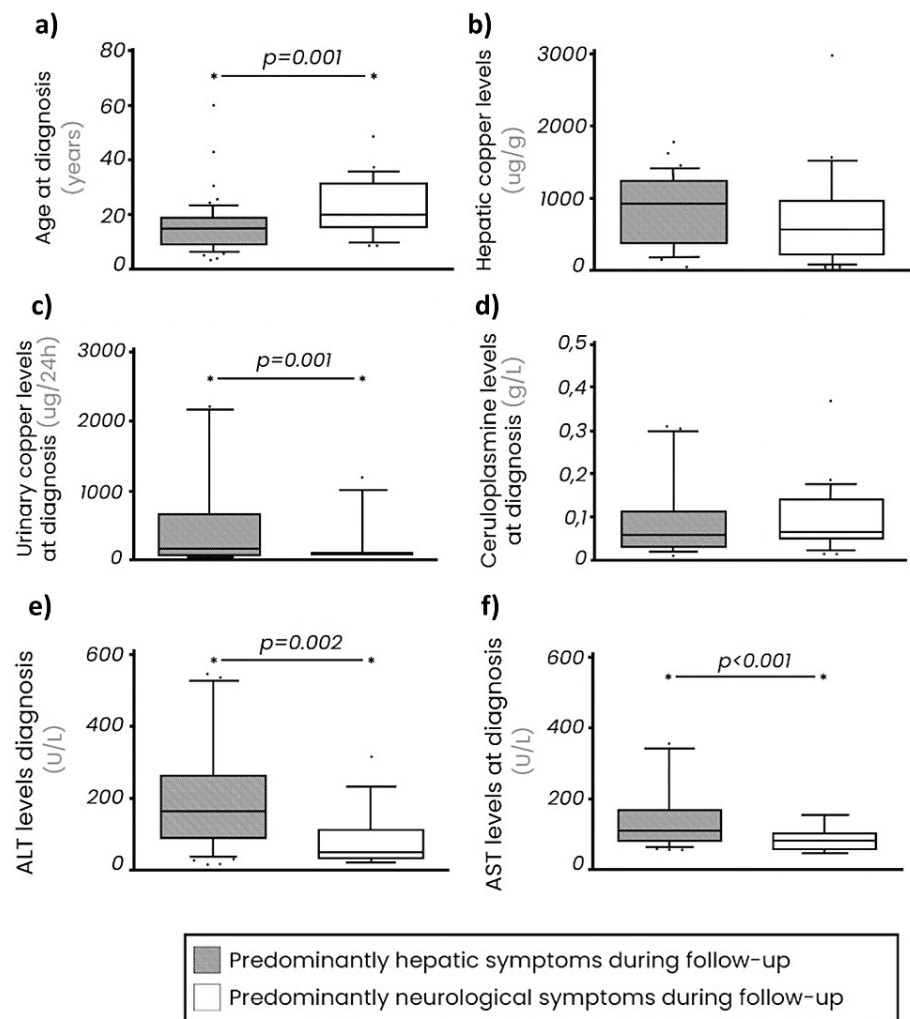 a)
Age at diagnosis
(years)
80
60
40
20
0
p=0.001
*
*
b)
Hepatic copper levels
(ug/g)
3000
2000
1000
0
c)
Urinary copper levels
at diagnosis (ug/24h)
3000
2000
1000
0
p=0.001
*
*
d)
Ceruloplasmine levels
at diagnosis (g/L)
0,5
0,5
0,3
0,2
0,1
0
e)
ALT levels diagnosis
(U/L)
600
400
200
0
p=0.002
*
*
f)
AST levels at diagnosis
(U/L)
600
400
200
0
p<0.001
*
*
Predominantly hepatic symptoms during follow-up
Predominantly neurological symptoms during follow-up